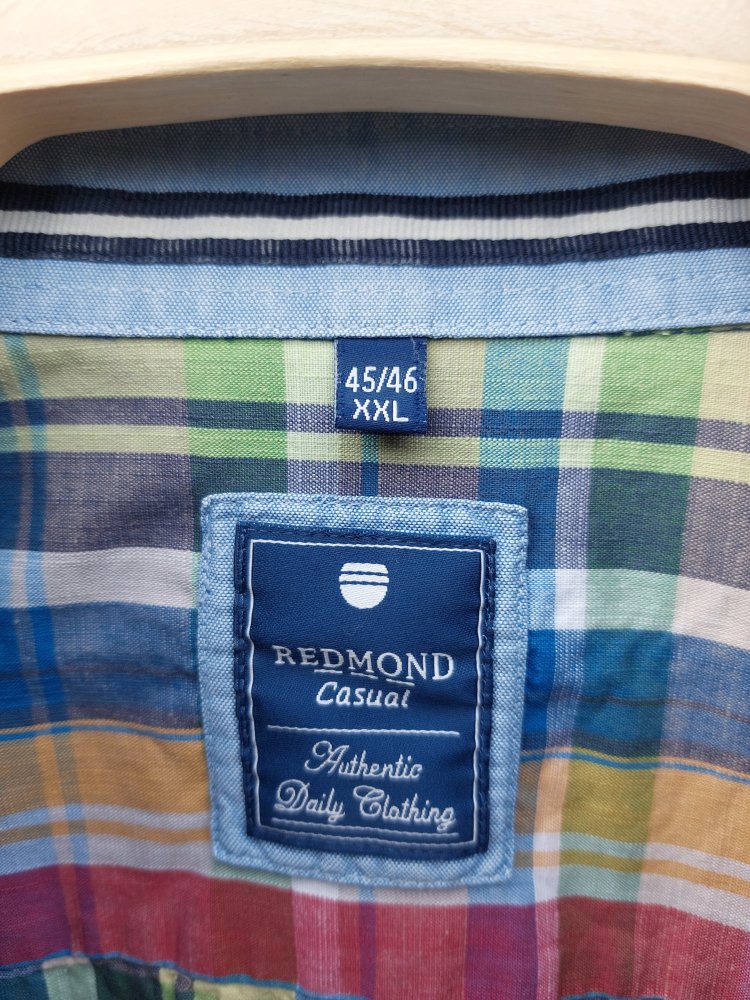 45/46
XXL
REDMOND
Casual
Authentic
Daily Clothing